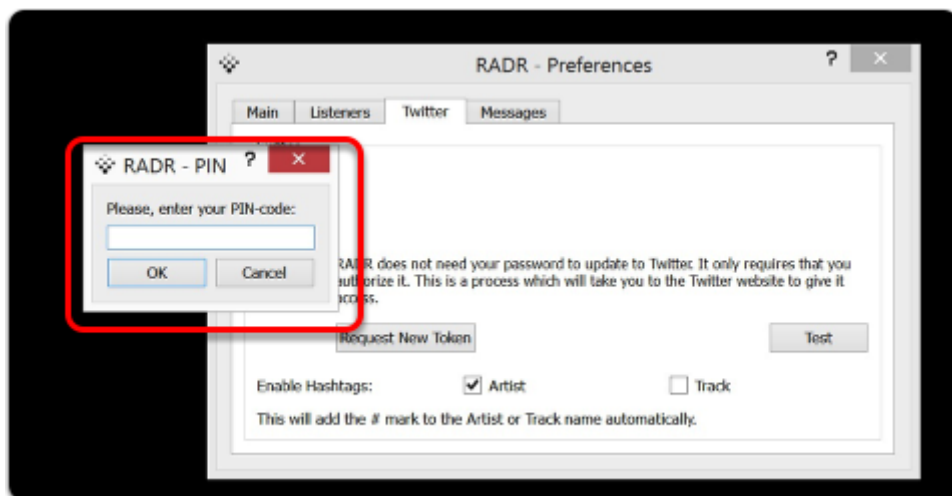 RADR - Preferences ?
Main Listeners Twitter Messages
RADR - PIN ?
Please, enter your PIN-code:
OK Cancel
RADR does not need your password to update to Twitter. It only requires that you
authorize it. This is a process which will take you to the Twitter website to give it
access.
Request New Token Test
Enable Hashtags: Artist Track
This will add the # mark to the Artist or Track name automatically.